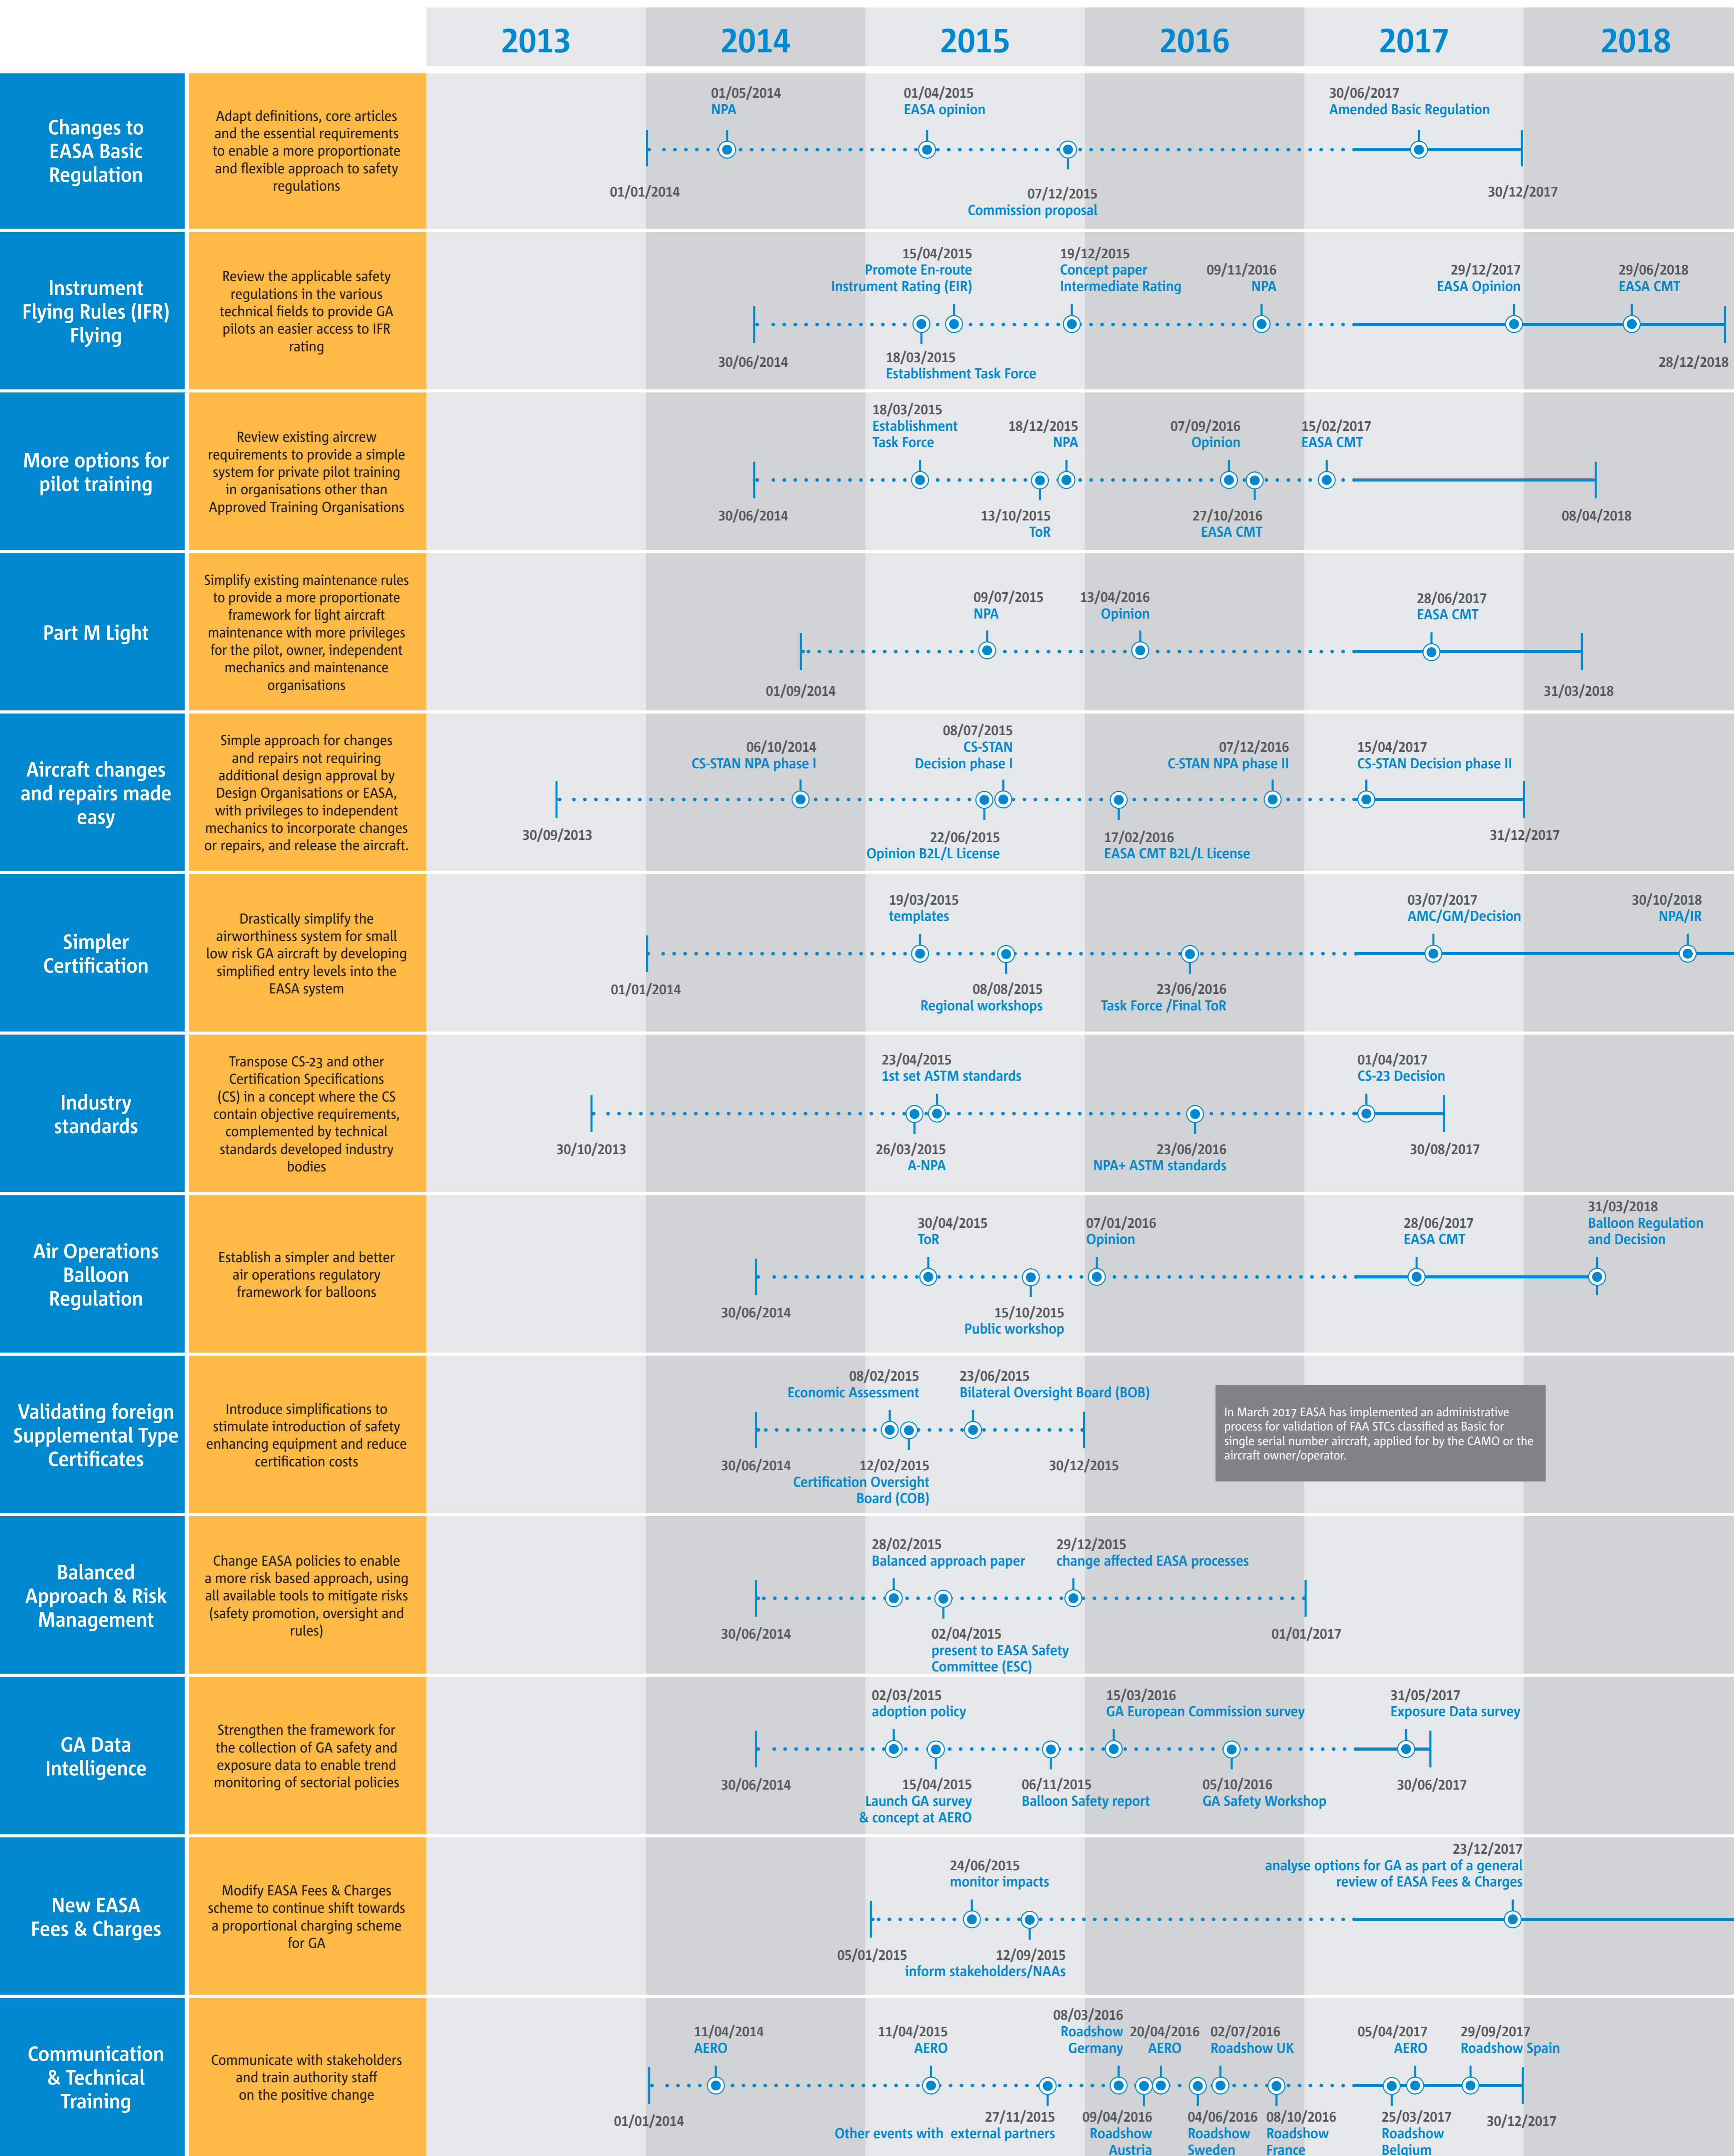 2013
2014
2015
2016
2017
2018
Changes to
EASA Basic
Regulation
Adapt definitions, core articles
and the essential requirements
to enable a more proportionate
and flexible approach to safety
regulations
01/05/2014
NPA
01/04/2015
EASA opinion
30/06/2017
Amended Basic Regulation
01/01/2014
07/12/2015
Commission proposal
30/12/2017
Instrument
Flying Rules (IFR)
Flying
Review the applicable safety
regulations in the various
technical fields to provide GA
pilots an easier access to IFR
rating
15/04/2015
Promote En-route
Instrument Rating (EIR)
19/12/2015
Concept paper
Intermediate Rating
09/11/2016
NPA
29/12/2017
EASA Opinion
29/06/2018
EASA CMT
30/06/2014
18/03/2015
Establishment Task Force
28/12/2018
More options for
pilot training
Review existing aircrew
requirements to provide a simple
system for private pilot training
in organisations other than
Approved Training Organisations
18/03/2015
Establishment
Task Force
18/12/2015
NPA
07/09/2016
Opinion
15/02/2017
EASA CMT
30/06/2014
13/10/2015
ToR
27/10/2016
EASA CMT
08/04/2018
Part M Light
Simplify existing maintenance rules
to provide a more proportionate
framework for light aircraft
maintenance with more privileges
for the pilot, owner, independent
mechanics and maintenance
organisations
09/07/2015
NPA
13/04/2016
Opinion
28/06/2017
EASA CMT
01/09/2014
31/03/2018
Aircraft changes
and repairs made
easy
Simple approach for changes
and repairs not requiring
additional design approval by
Design Organisations or EASA,
with privileges to independent
mechanics to incorporate changes
or repairs, and release the aircraft.
06/10/2014
CS-STAN NPA phase I
08/07/2015
CS-STAN
Decision phase I
07/12/2016
C-STAN NPA phase II
15/04/2017
CS-STAN Decision phase II
30/09/2013
22/06/2015
Opinion B2L/L License
17/02/2016
EASA CMT B2L/L License
31/12/2017
Simpler
Certification
Drastically simplify the
airworthiness system for small
low risk GA aircraft by developing
simplified entry levels into the
EASA system
19/03/2015
templates
03/07/2017
AMC/GM/Decision
30/10/2018
NPA/IR
01/01/2014
08/08/2015
Regional workshops
23/06/2016
Task Force /Final ToR
Industry
standards
Transpose CS-23 and other
Certification Specifications
(CS) in a concept where the CS
contain objective requirements,
complemented by technical
standards developed industry
bodies
23/04/2015
1st set ASTM standards
01/04/2017
CS-23 Decision
30/10/2013
26/03/2015
A-NPA
23/06/2016
NPA+ ASTM standards
30/08/2017
Air Operations
Balloon
Regulation
Establish a simpler and better
air operations regulatory
framework for balloons
30/04/2015
ToR
07/01/2016
Opinion
28/06/2017
EASA CMT
31/03/2018
Balloon Regulation
and Decision
30/06/2014
15/10/2015
Public workshop
Validating foreign
Supplemental Type
Certificates
Introduce simplifications to
stimulate introduction of safety
enhancing equipment and reduce
certification costs
08/02/2015
Economic Assessment
23/06/2015
Bilateral Oversight Board (BOB)
30/06/2014
12/02/2015
Certification Oversight
Board (COB)
30/12/2015
In March 2017 EASA has implemented an administrative
process for validation of FAA STCs classified as Basic for
single serial number aircraft, applied for by the CAMO or the
aircraft owner/operator.
Balanced
Approach & Risk
Management
Change EASA policies to enable
a more risk based approach, using
all available tools to mitigate risks
(safety promotion, oversight and
rules)
28/02/2015
Balanced approach paper
29/12/2015
change affected EASA processes
30/06/2014
02/04/2015
present to EASA Safety
Committee (ESC)
01/01/2017
GA Data
Intelligence
Strengthen the framework for
the collection of GA safety and
exposure data to enable trend
monitoring of sectorial policies
02/03/2015
adoption policy
15/03/2016
GA European Commission survey
31/05/2017
Exposure Data survey
30/06/2014
15/04/2015
Launch GA survey
& concept at AERO
06/11/2015
Balloon Safety report
05/10/2016
GA Safety Workshop
30/06/2017
New EASA
Fees & Charges
Modify EASA Fees & Charges
scheme to continue shift towards
a proportional charging scheme
for GA
24/06/2015
monitor impacts
23/12/2017
analyse options for GA as part of a general
review of EASA Fees & Charges
05/01/2015
12/09/2015
inform stakeholders/NAAs
Communication
& Technical
Training
Communicate with stakeholders
and train authority staff
on the positive change
11/04/2014
AERO
11/04/2015
AERO
08/03/2016
Roadshow
Germany
20/04/2016
AERO
02/07/2016
Roadshow UK
05/04/2017
AERO
29/09/2017
Roadshow Spain
01/01/2014
27/11/2015
Other events with external partners
09/04/2016
Roadshow
Austria
04/06/2016
Roadshow
Sweden
08/10/2016
Roadshow
France
25/03/2017
Roadshow
Belgium
30/12/2017